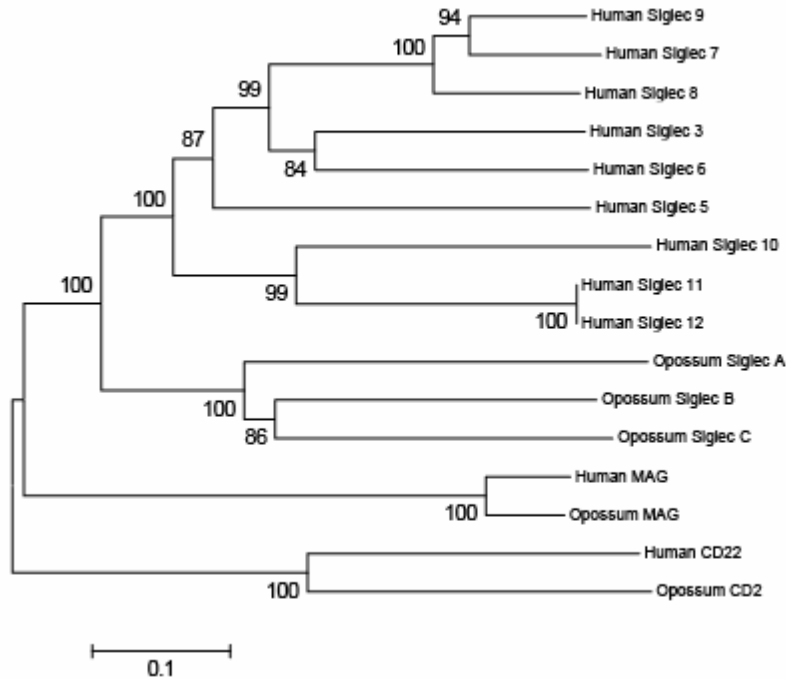 94
Human Siglec 9
100
Human Siglec 7
99
Human Siglec 8
87
Human Siglec 3
84
Human Siglec 6
100
Human Siglec 5
Human Siglec 10
100
99
Human Siglec 11
100
Human Siglec 12
Opossum Siglec A
100
Opossum Siglec B
86
Opossum Siglec C
Human MAG
100
Opossum MAG
Human CD22
100
Opossum CD2
0.1